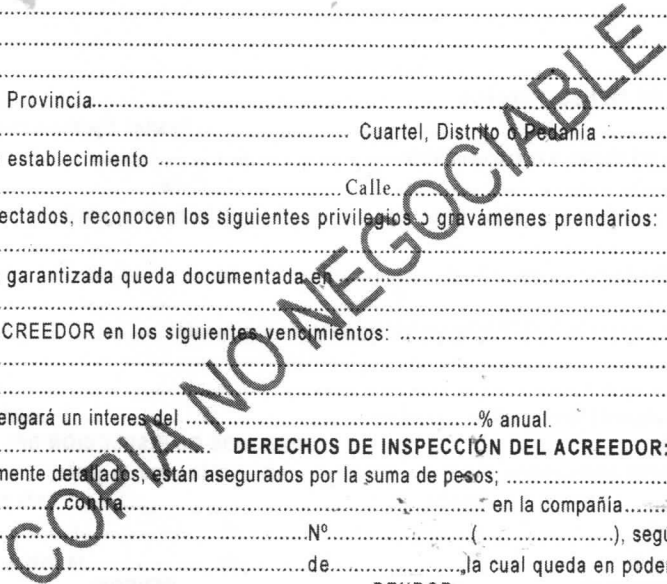 Provincia
Cuartel, Distrito o Pedanía
establecimiento
Calle
ectados, reconocen los siguientes privilegios o gravámenes prendarios:
garantizada queda documentada en
CREEDOR en los siguientes vencimientos:
engará un interes del % anual.
DERECHOS DE INSPECCIÓN DEL ACREEDOR:
mente detallados, están asegurados por la suma de pesos;
contra en la compañía
Nº ( ), segu
de ,la cual queda en poder
COPIA NO NEGOCIABLE